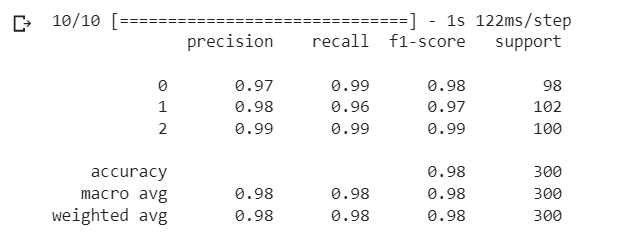 10/10 [==============================] - 1s 122ms/step
precision recall f1-score support
0 0.97 0.99 0.98 98
1 0.98 0.96 0.97 102
2 0.99 0.99 0.99 100
accuracy 0.98 300
macro avg 0.98 0.98 0.98 300
weighted avg 0.98 0.98 0.98 300